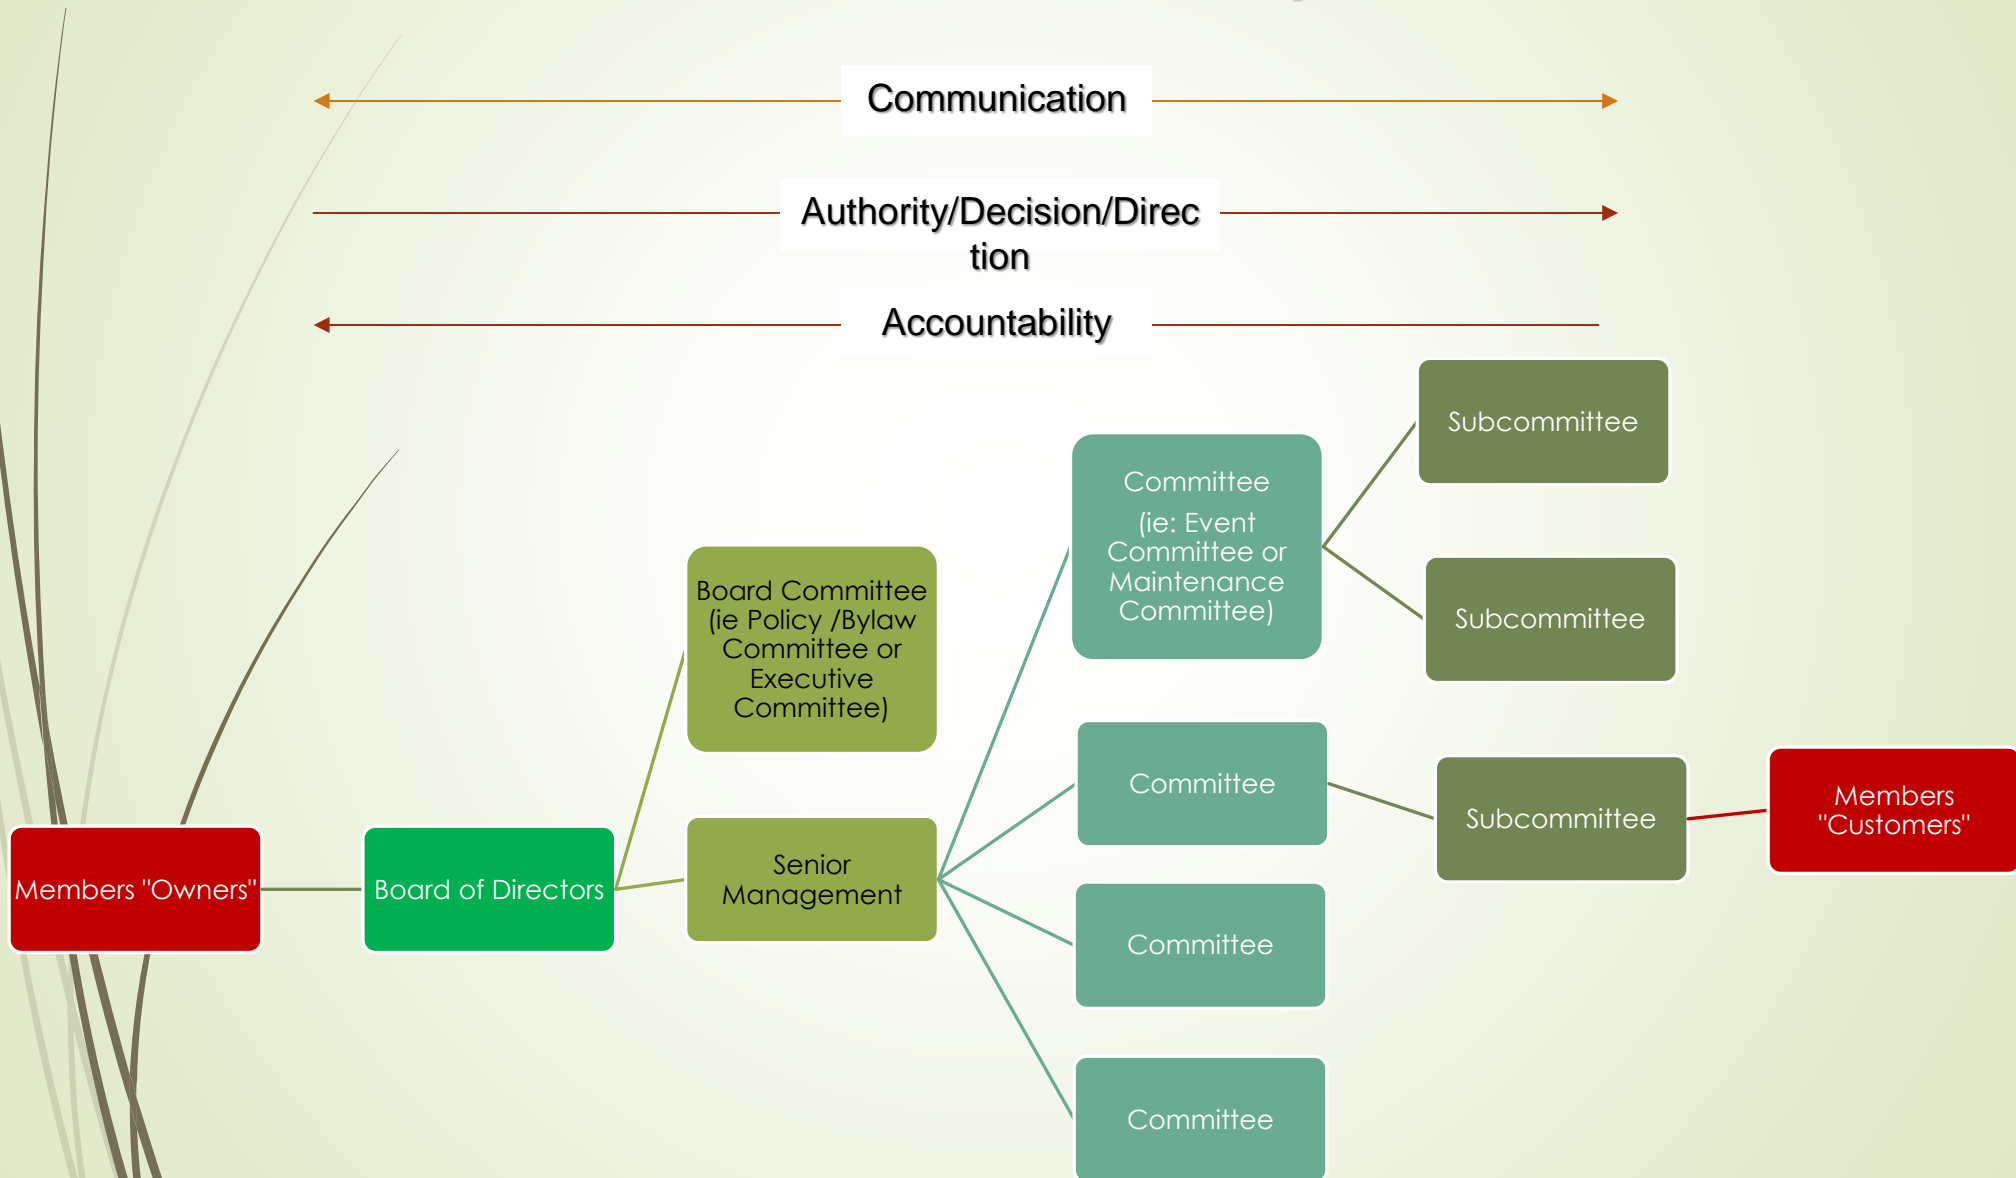 Communication
Authority/Decision/Direc
tion
Accountability
Subcommittee
Committee
(ie: Event
Committee or
Maintenance
Committee)
Subcommittee
Board Committee
(ie Policy /Bylaw
Committee or
Executive
Committee)
Committee
Subcommittee
Members
"Customers"
Members "Owners"
Board of Directors
Senior
Management
Committee
Committee